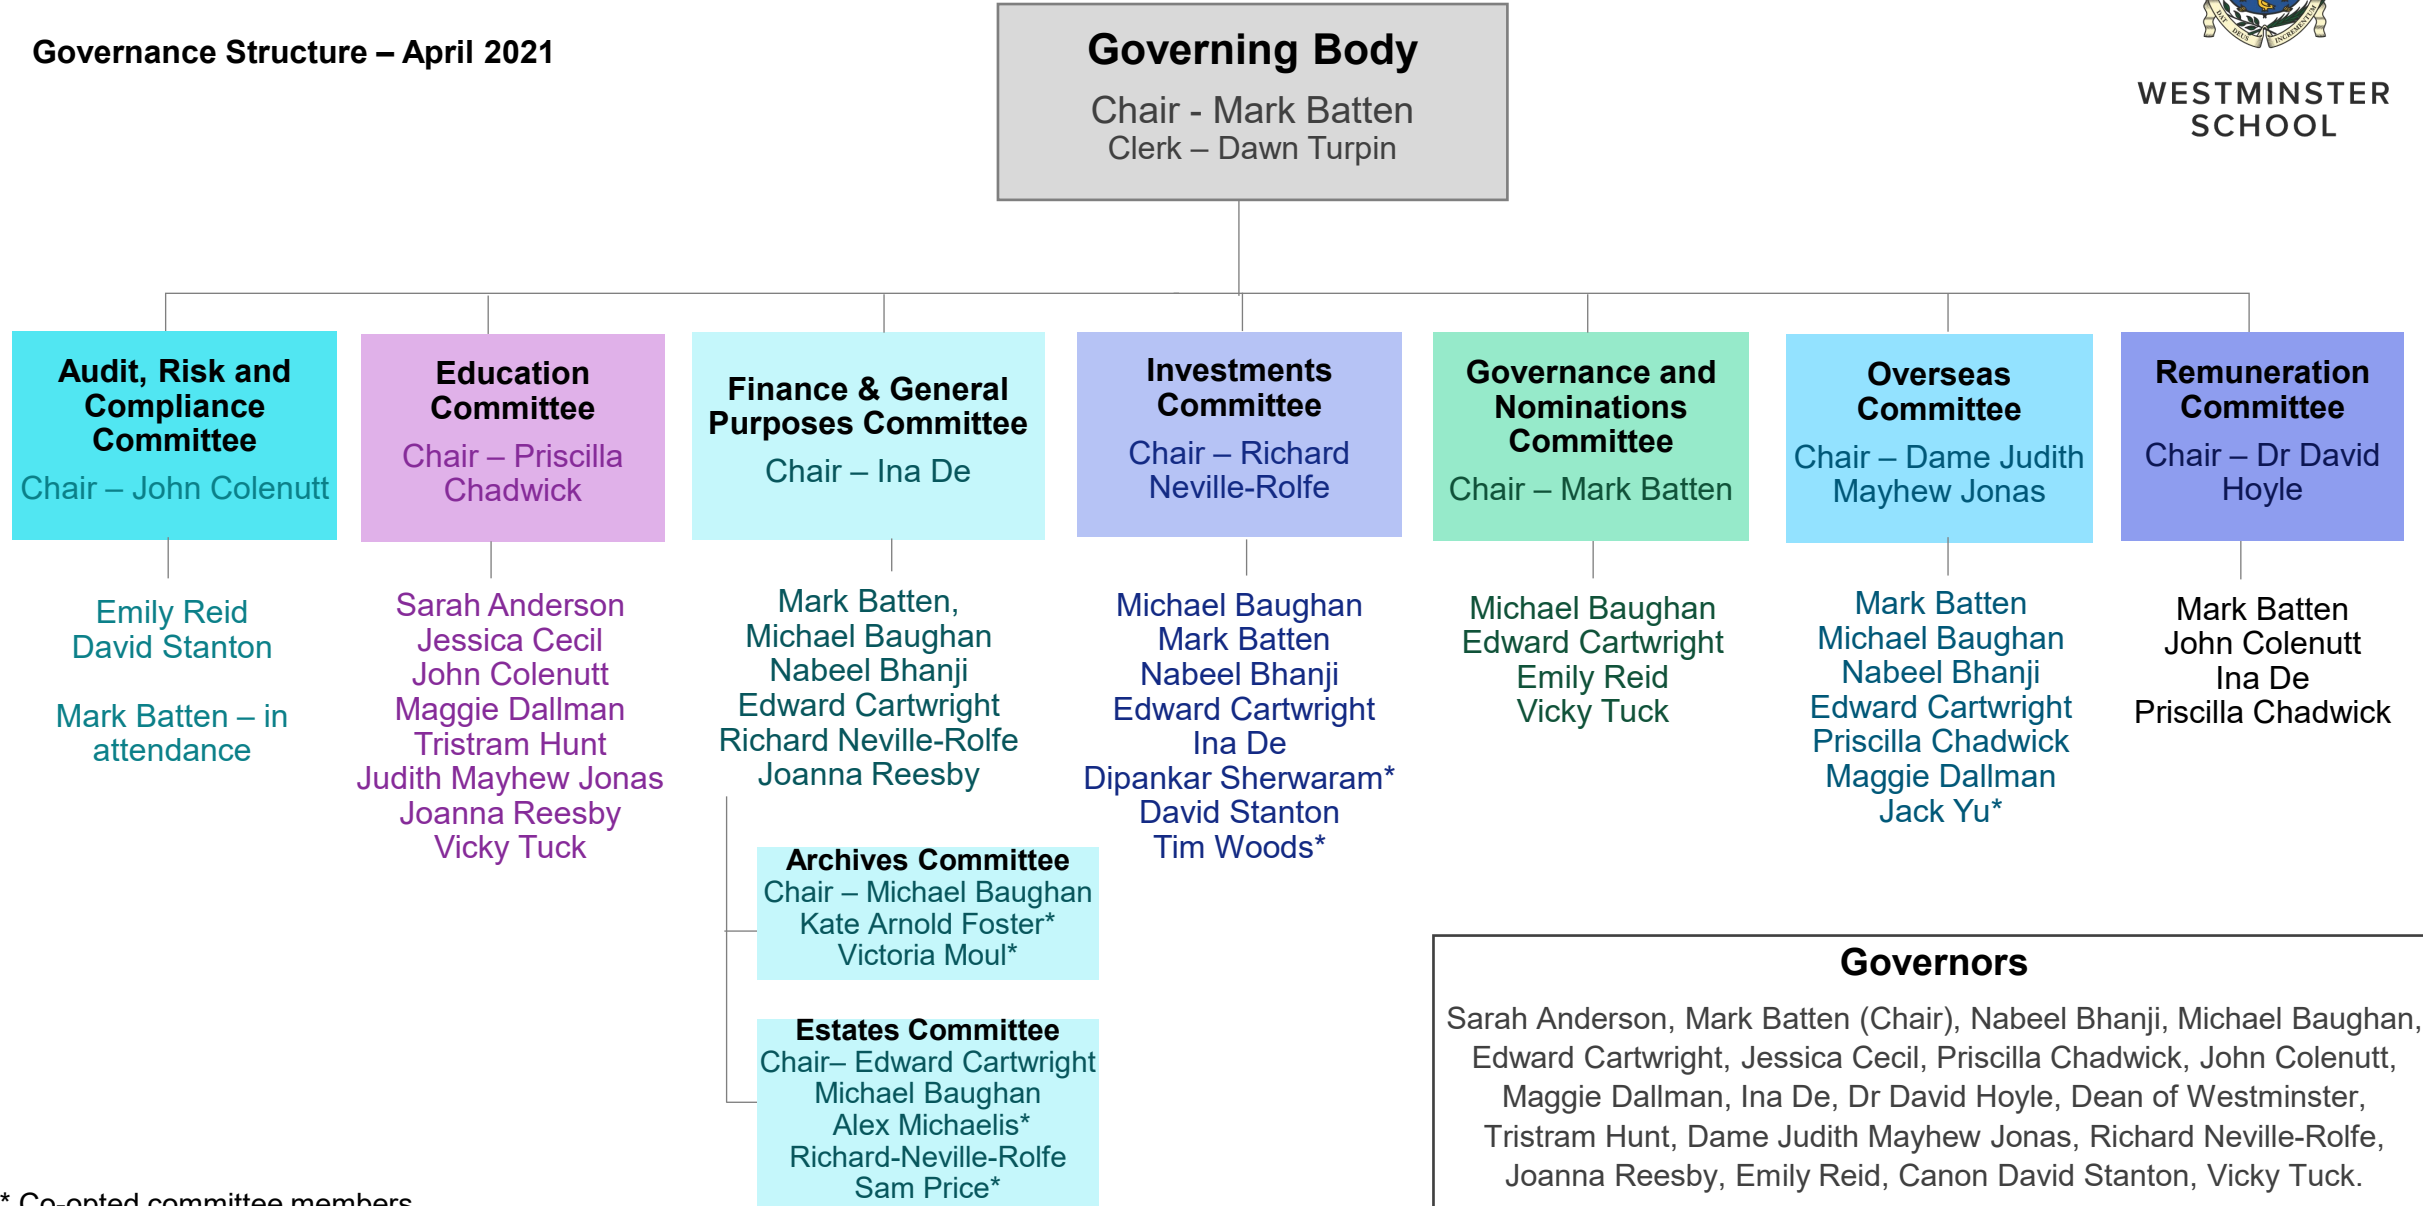 Governance Structure – April 2021
Governing Body
Chair - Mark Batten
Clerk – Dawn Turpin
DAT DEUS INCREMENTUM
WESTMINSTER
SCHOOL
Audit, Risk and
Compliance
Committee
Chair – John Colenutt
Emily Reid
David Stanton
Mark Batten – in
attendance
Education
Committee
Chair – Priscilla
Chadwick
Sarah Anderson
Jessica Cecil
John Colenutt
Maggie Dallman
Tristram Hunt
Judith Mayhew Jonas
Joanna Reesby
Vicky Tuck
Finance & General
Purposes Committee
Chair – Ina De
Mark Batten,
Michael Baughan
Nabeel Bhanji
Edward Cartwright
Richard Neville-Rolfe
Joanna Reesby
Archives Committee
Chair – Michael Baughan
Kate Arnold Foster*
Victoria Moul*
Estates Committee
Chair– Edward Cartwright
Michael Baughan
Alex Michaelis*
Richard-Neville-Rolfe
Sam Price*
Investments
Committee
Chair – Richard
Neville-Rolfe
Michael Baughan
Mark Batten
Nabeel Bhanji
Edward Cartwright
Ina De
Dipankar Sherwaram*
David Stanton
Tim Woods*
Governance and
Nominations
Committee
Chair – Mark Batten
Michael Baughan
Edward Cartwright
Emily Reid
Vicky Tuck
Overseas
Committee
Chair – Dame Judith
Mayhew Jonas
Mark Batten
Michael Baughan
Nabeel Bhanji
Edward Cartwright
Priscilla Chadwick
Maggie Dallman
Jack Yu*
Remuneration
Committee
Chair – Dr David
Hoyle
Mark Batten
John Colenutt
Ina De
Priscilla Chadwick
Governors
Sarah Anderson, Mark Batten (Chair), Nabeel Bhanji, Michael Baughan,
Edward Cartwright, Jessica Cecil, Priscilla Chadwick, John Colenutt,
Maggie Dallman, Ina De, Dr David Hoyle, Dean of Westminster,
Tristram Hunt, Dame Judith Mayhew Jonas, Richard Neville-Rolfe,
Joanna Reesby, Emily Reid, Canon David Stanton, Vicky Tuck.
* Co-opted committee members